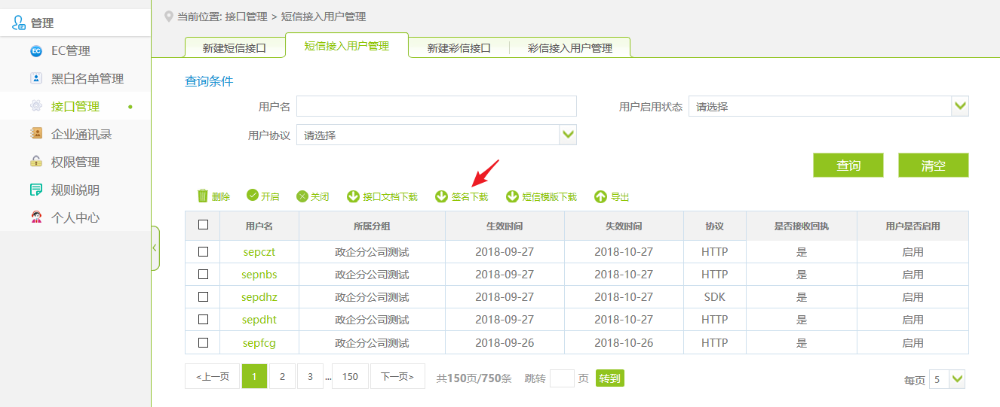 管理
EC管理
黑白名单管理
接口管理
企业通讯录
权限管理
规则说明
个人中心
当前位置: 接口管理 > 短信接入用户管理
新建短信接口 短信接入用户管理 新建彩信接口 彩信接入用户管理
查询条件
用户名 用户启用状态 请选择
用户协议 请选择
查询 清空
删除 开启 关闭 接口文档下载 签名下载 短信模版下载 导出
用户名 所属分组 生效时间 失效时间 协议 是否接收回执 用户是否启用
sepczt 政企分公司测试 2018-09-27 2018-10-27 HTTP 是 启用
sepnbs 政企分公司测试 2018-09-27 2018-10-27 HTTP 是 启用
sepdhz 政企分公司测试 2018-09-27 2018-10-27 SDK 是 启用
sepdht 政企分公司测试 2018-09-27 2018-10-27 HTTP 是 启用
sepfcg 政企分公司测试 2018-09-26 2018-10-26 HTTP 是 启用
<上一页 1 2 3 ... 150 下一页> 共150页/750条 跳转 页 转到 每页 5